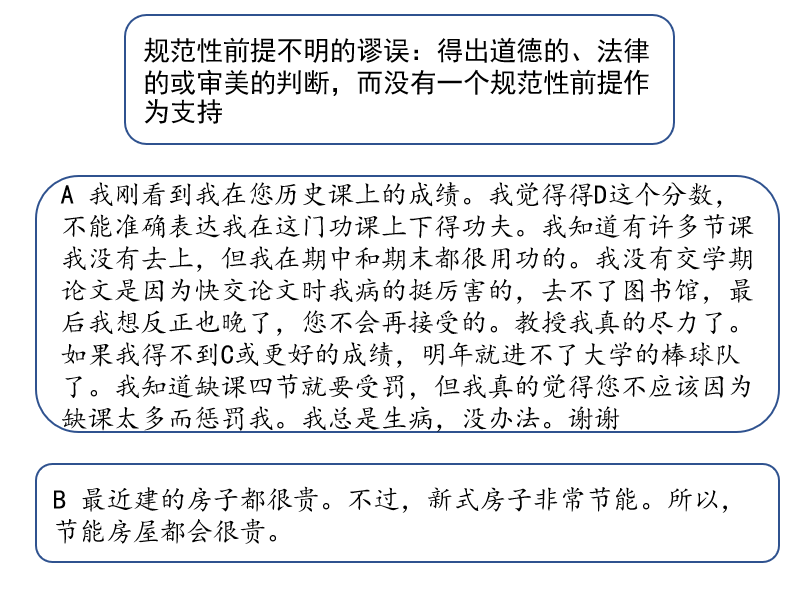 规范性前提不明的谬误：得出道德的、法律
的或审美的判断，而没有一个规范性前提作
为支持
A 我刚看到我在您历史课上的成绩。我觉得得D这个分数，
不能准确表达我在这门功课上下得功夫。我知道有许多节课
我没有去上，但我在期中和期末都很用功的。我没有交学期
论文是因为快交论文时我病的挺厉害的，去不了图书馆，最
后我想反正也晚了，您不会再接受的。教授我真的尽力了。
如果我得不到C或更好的成绩，明年就进不了大学的棒球队
了。我知道缺课四节就要受罚，但我真的觉得您不应该因为
缺课太多而惩罚我。我总是生病，没办法。谢谢
B 最近建的房子都很贵。不过，新式房子非常节能。所以，
节能房屋都会很贵。